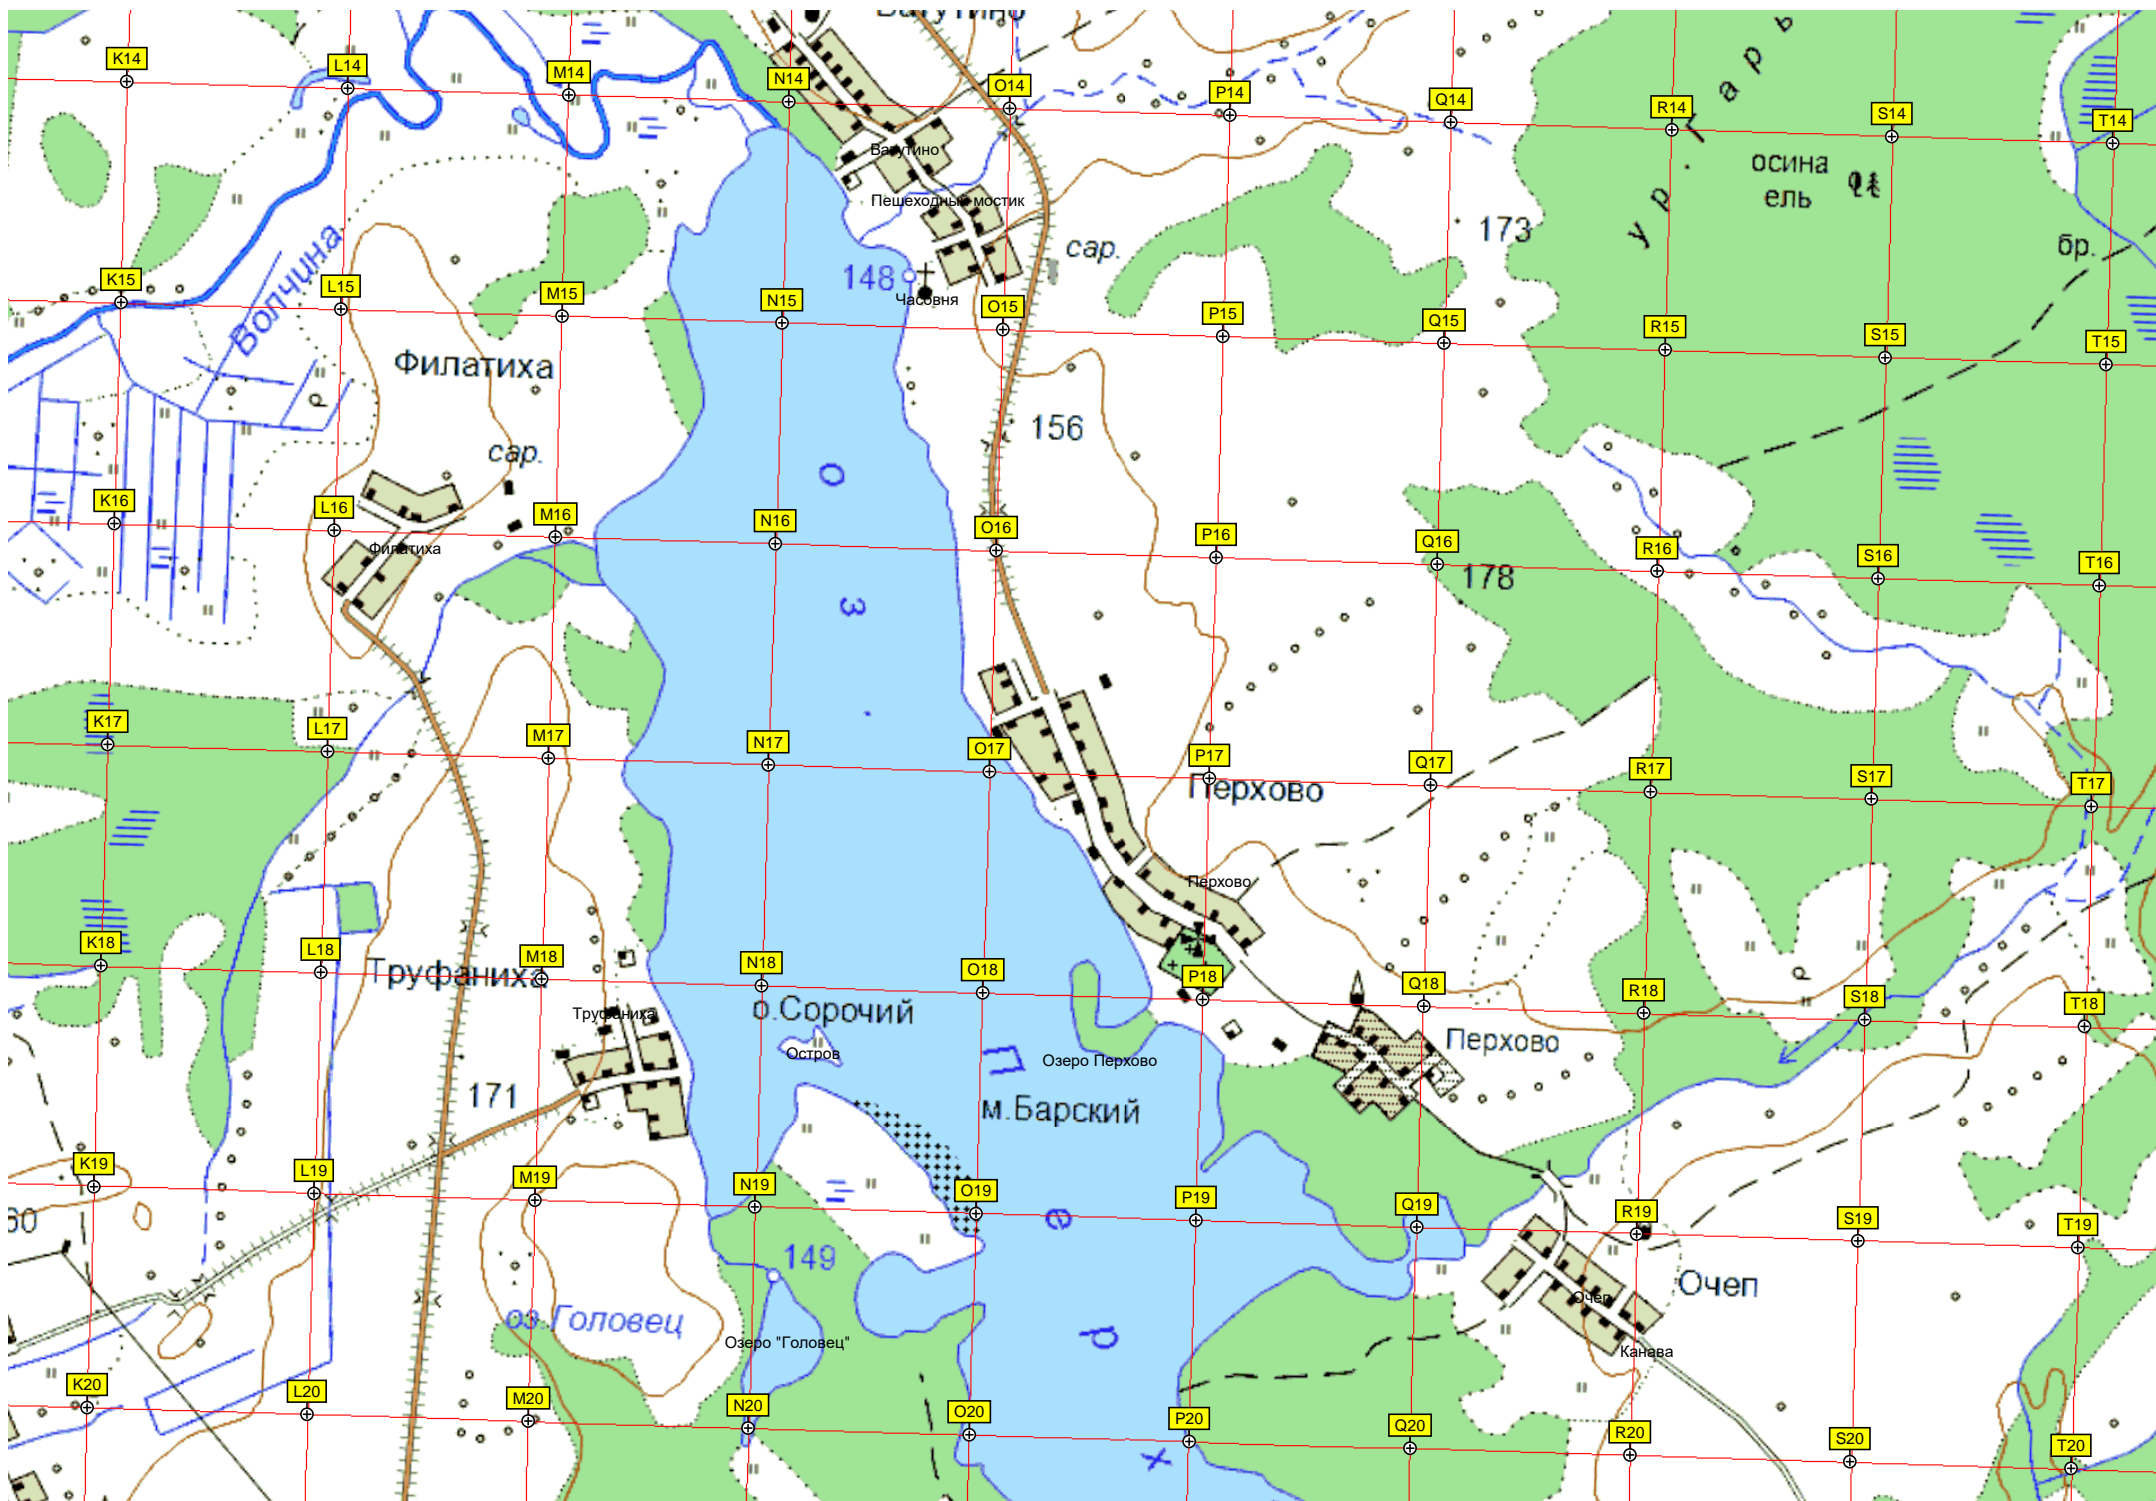 Ватутино
K14
L14
M14
N14
O14
P14
Q14
R14
S14
T14
ур. Гарь
осина
ель
Ватутино
Пешеходный мостик
173
сар.
бр.
148
Часовня
Волчина
K15
L15
M15
N15
O15
P15
Q15
R15
S15
T15
Филатиха
р
156
сар.
о
K16
L16
M16
N16
O16
P16
Q16
R16
S16
T16
Филатиха
178
з
.
K17
L17
M17
N17
O17
P17
Q17
R17
S17
T17
Перхово
Перхово
K18
L18
M18
N18
O18
P18
Q18
R18
S18
T18
Труфаниха
р
о.Сорочий
Труфаниха
Остров
П
Озеро Перхово
Перхово
171
м.Барский
K19
L19
M19
N19
O19
P19
Q19
R19
S19
T19
е
149
Очеп
Очеп
оз.Головец
Озеро "Головец"
р
Канава
K20
L20
M20
N20
O20
P20
Q20
R20
S20
T20
х